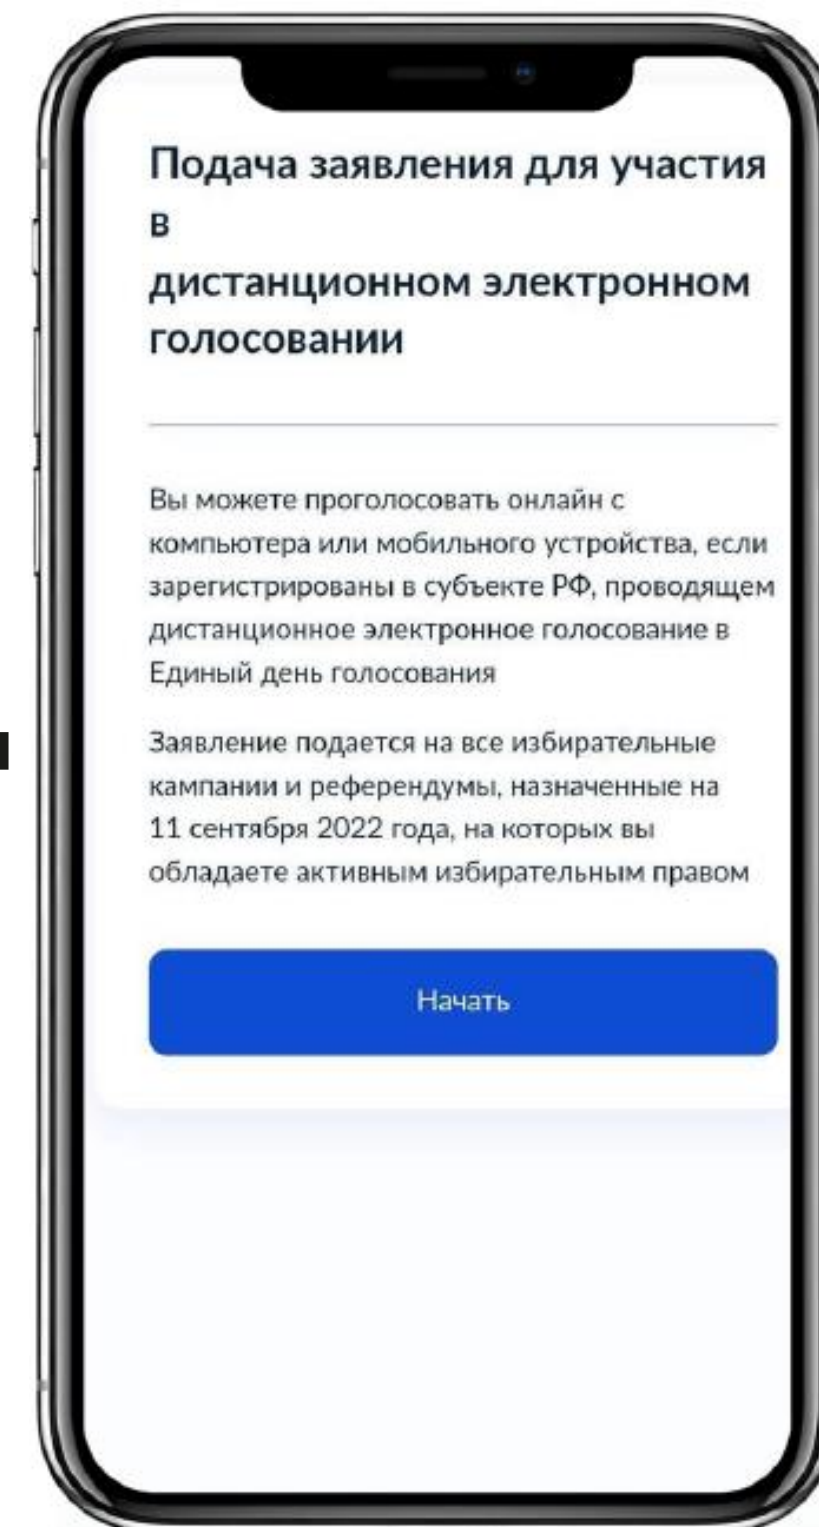 Подача заявления для участия
в
дистанционном электронном
голосовании
Вы можете проголосовать онлайн с
компьютера или мобильного устройства, если
зарегистрированы в субъекте РФ, проводящем
дистанционное электронное голосование в
Единый день голосования
Заявление подается на все избирательные
кампании и референдумы, назначенные на
11 сентября 2022 года, на которых вы
обладаете активным избирательным правом
Начать